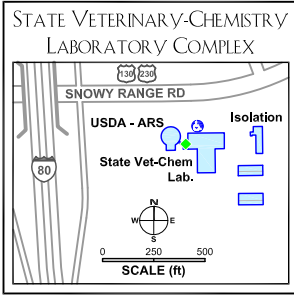 STATE VETERINARY-CHEMISTRY
LABORATORY COMPLEX
130 230
SNOWY RANGE RD
USDA - ARS
Isolation
State Vet-Chem
Lab.
80
N
W E
S
0 250 500
SCALE (ft)